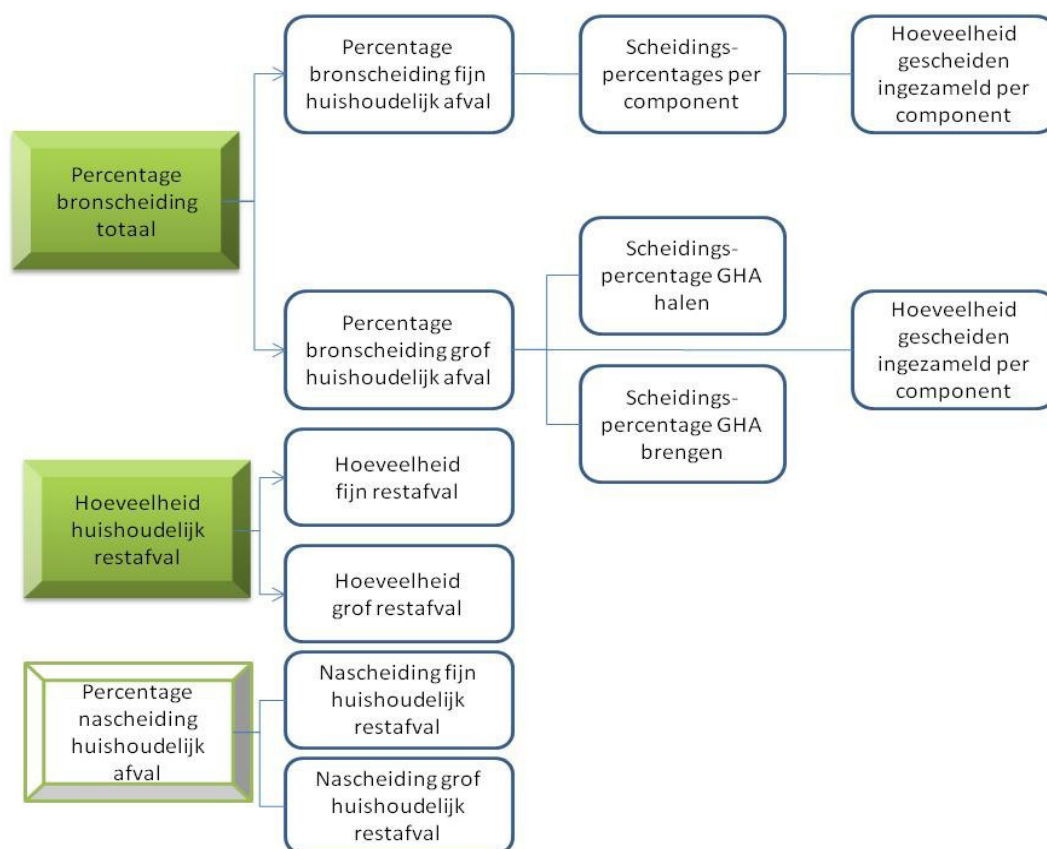 Percentage
bronscheiding
totaal
Percentage
bronscheiding fijn
huishoudelijk afval
Scheidings-
percentages per
component
Hoeveelheid
gescheiden
ingezameld per
component
Percentage
bronscheiding grof
huishoudelijk afval
Scheidings-
percentage GHA
halen
Scheidings-
percentage GHA
brengen
Hoeveelheid
gescheiden
ingezameld per
component
Hoeveelheid
huishoudelijk
restafval
Hoeveelheid
fijn restafval
Hoeveelheid
grof restafval
Percentage
nascheiding
huishoudelijk
afval
Nascheiding fijn
huishoudelijk
restafval
Nascheiding grof
huishoudelijk
restafval